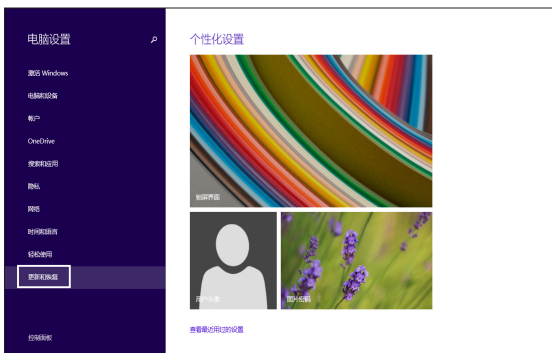 电脑设置
激活 Windows
电脑和设备
帐户
OneDrive
搜索和应用
隐私
网络
时间和语言
轻松使用
更新和恢复
控制面板
个性化设置
锁屏界面
用户头像
图片密码
查看最近用过的设置